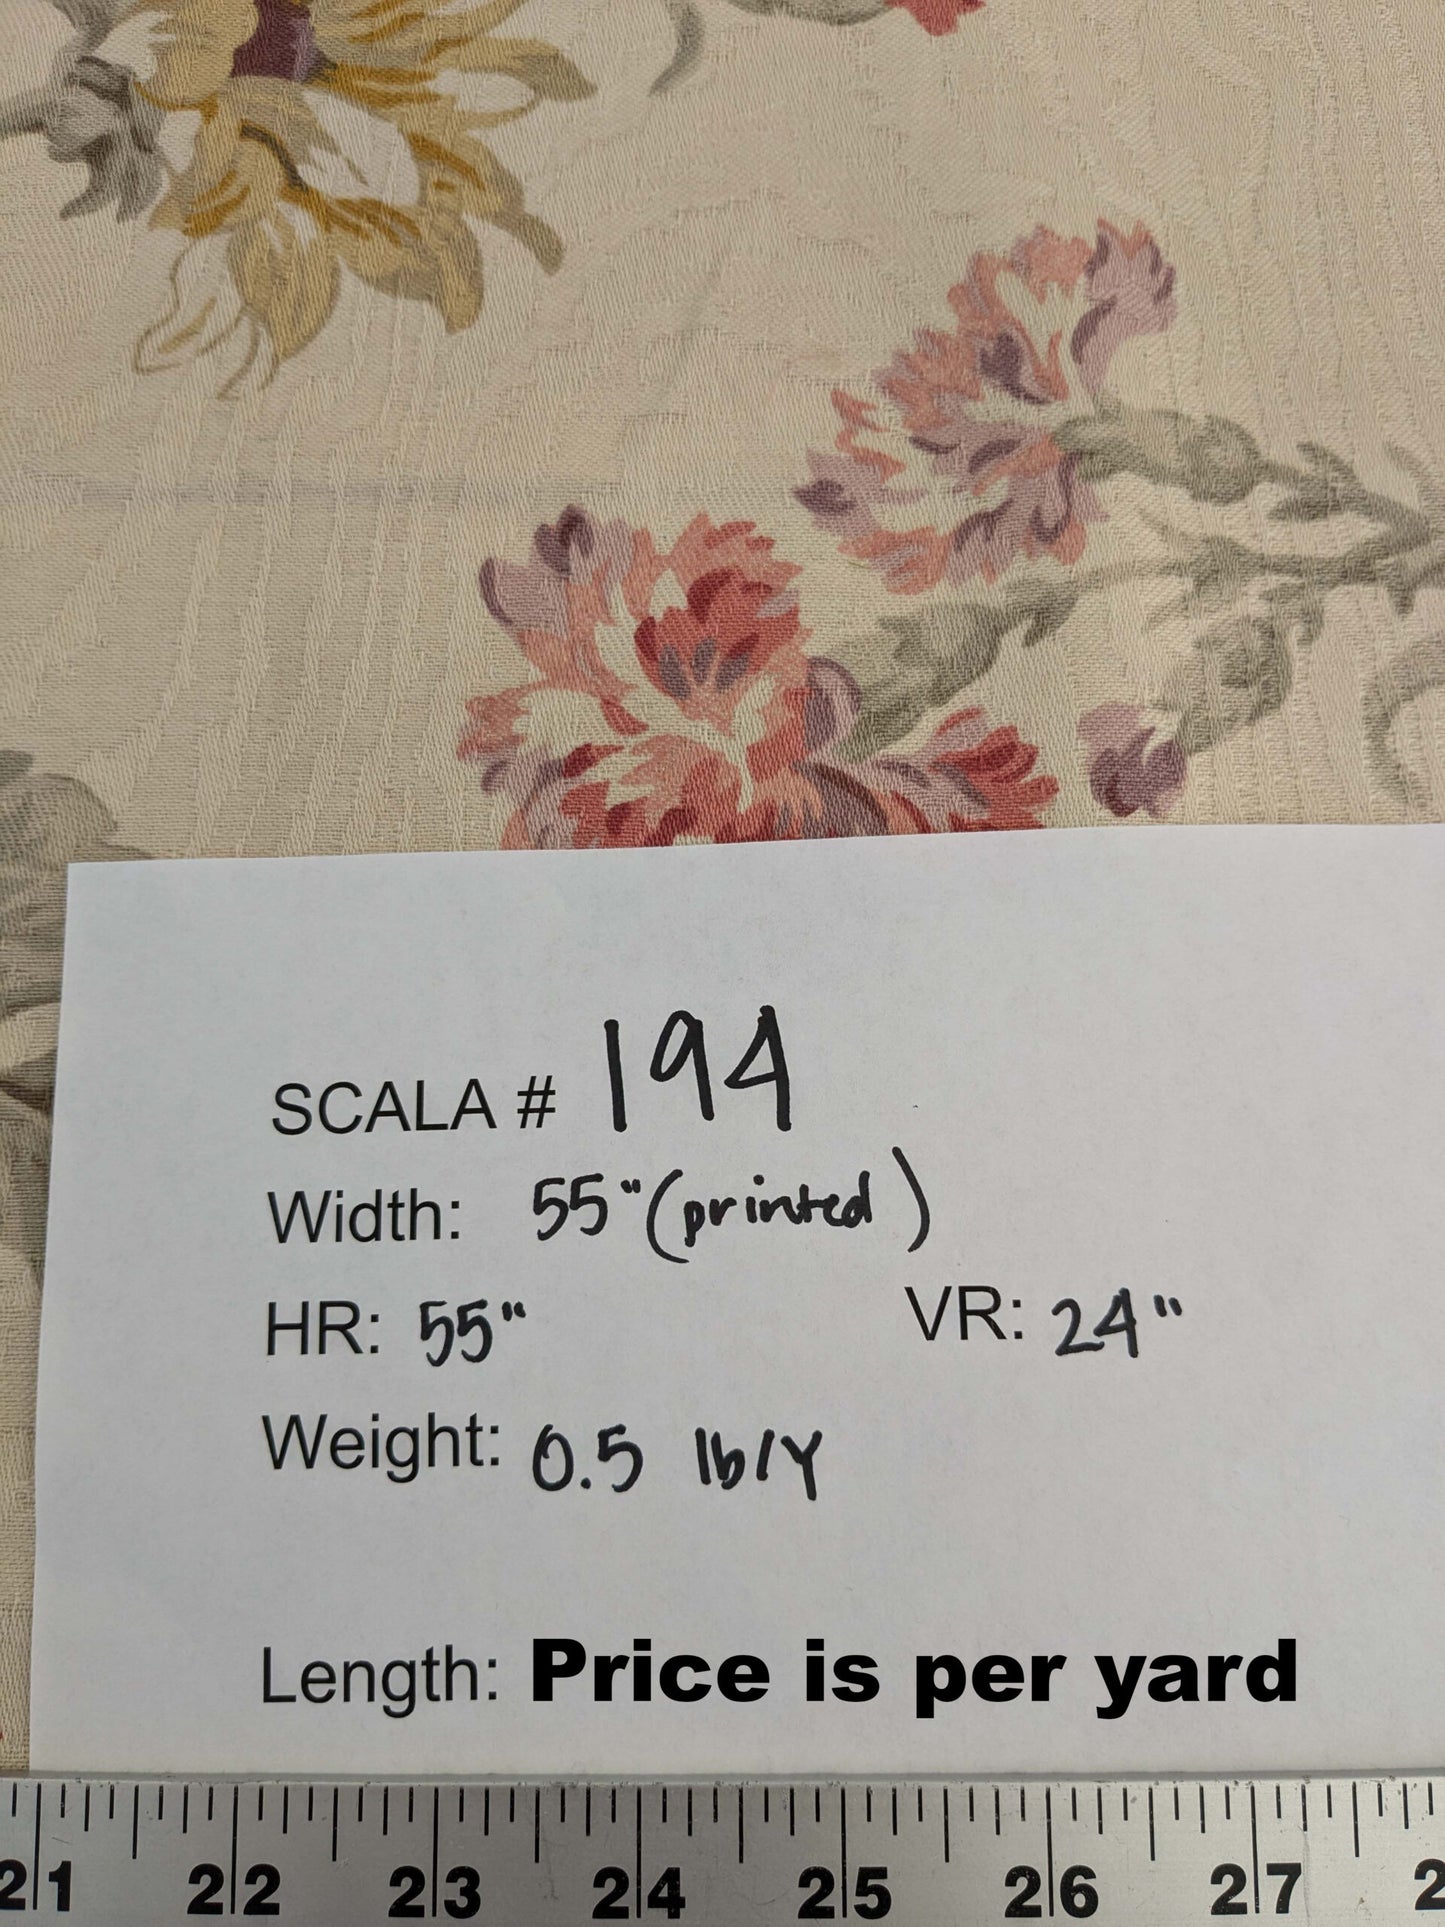 SCALA # 194
Width: 55" (printed)
HR: 55" VR: 24"
Weight: 0.5 lb/Y
Length: Price is per yard
21 22 23 24 25 26 27 2